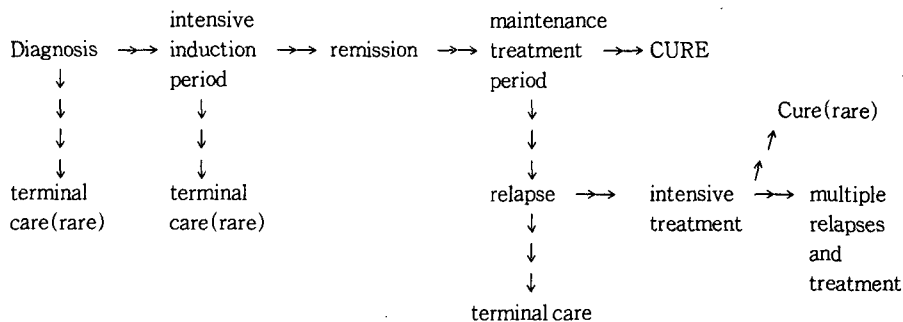 intensive
maintenance
Diagnosis →→ induction →→ remission →→ treatment →→ CURE
period
period
↓ ↓ ↓
↓ ↓ ↓ Cure(rare)
↓ ↓ ↓ ↗
↓ ↓ ↓ ↗
terminal
terminal
relapse →→ intensive →→ multiple
care(rare)
care(rare)
treatment
relapses
↓ and
↓ treatment
↓
↓
terminal care